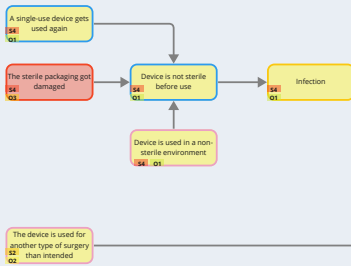 A single-use device gets
used again
S4
O1
The sterile packaging got
damaged
S4
O3
Device is not sterile
before use
S4
O1
Infection
S4
O1
Device is used in a non-
sterile environment
S4 O1
The device is used for
another type of surgery
than intended
S2
O2